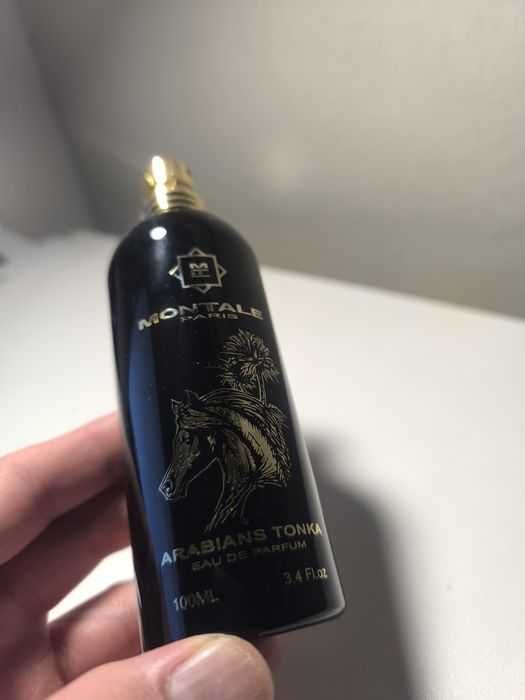 MONTALE
PARIS
ARABIANS TONKA
EAU DE PARFUM
100ML 3.4 Fl.oz